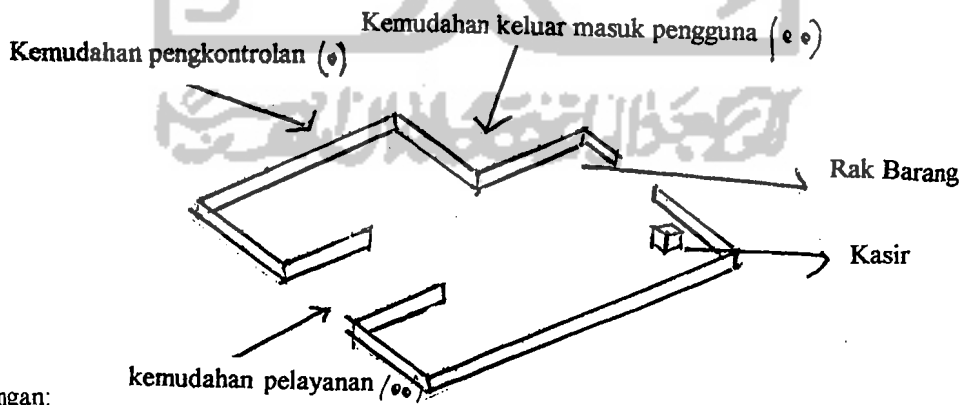 Kemudahan keluar masuk pengguna (••)
Kemudahan pengkontrolan (•)
Rak Barang
Kasir
kemudahan pelayanan (••)
ngan: